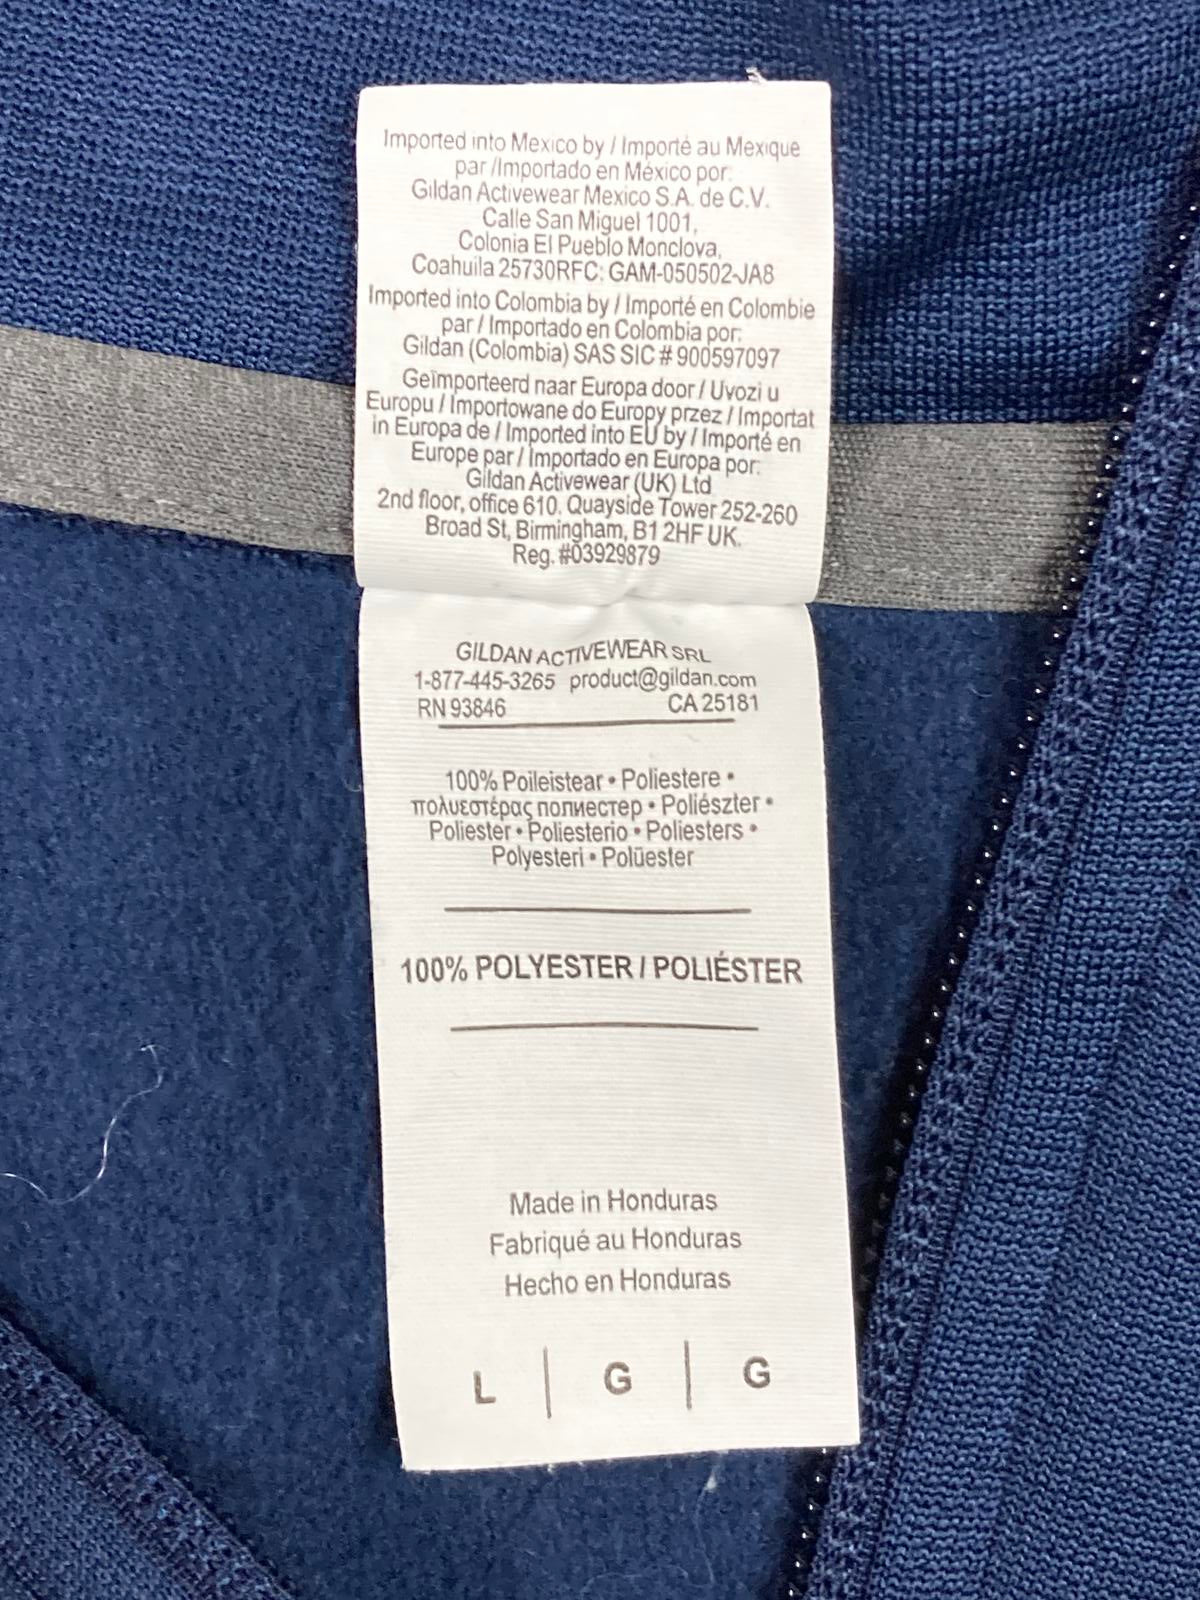 Imported into Mexico by / Importé au Mexique
par /Importado en México por:
Gildan Activewear Mexico S.A. de C.V.
Calle San Miguel 1001,
Colonia El Pueblo Monclova,
Coahuila 25730RFC: GAM-050502-JA8
Imported into Colombia by / Importé en Colombie
par / Importado en Colombia por:
Gildan (Colombia) SAS SIC # 900597097
Geïmporteerd naar Europa door / Uvozi u
Europu / Importowane do Europy przez / Importat
in Europa de / Imported into EU by / Importé en
Europe par / Importado en Europa por:
Gildan Activewear (UK) Ltd
2nd floor, office 610, Quayside Tower 252-260
Broad St, Birmingham, B1 2HF UK.
Reg. #03929879
GILDAN ACTIVEWEAR SRL
1-877-445-3265 product@gildan.com
RN 93846 CA 25181
100% Poileistear • Poliestere •
πολυεστέρας полиестер • Poliészter •
Poliester • Poliesterio • Poliesters •
Polyesteri • Polüester
100% POLYESTER / POLIÉSTER
Made in Honduras
Fabriqué au Honduras
Hecho en Honduras
L | G | G